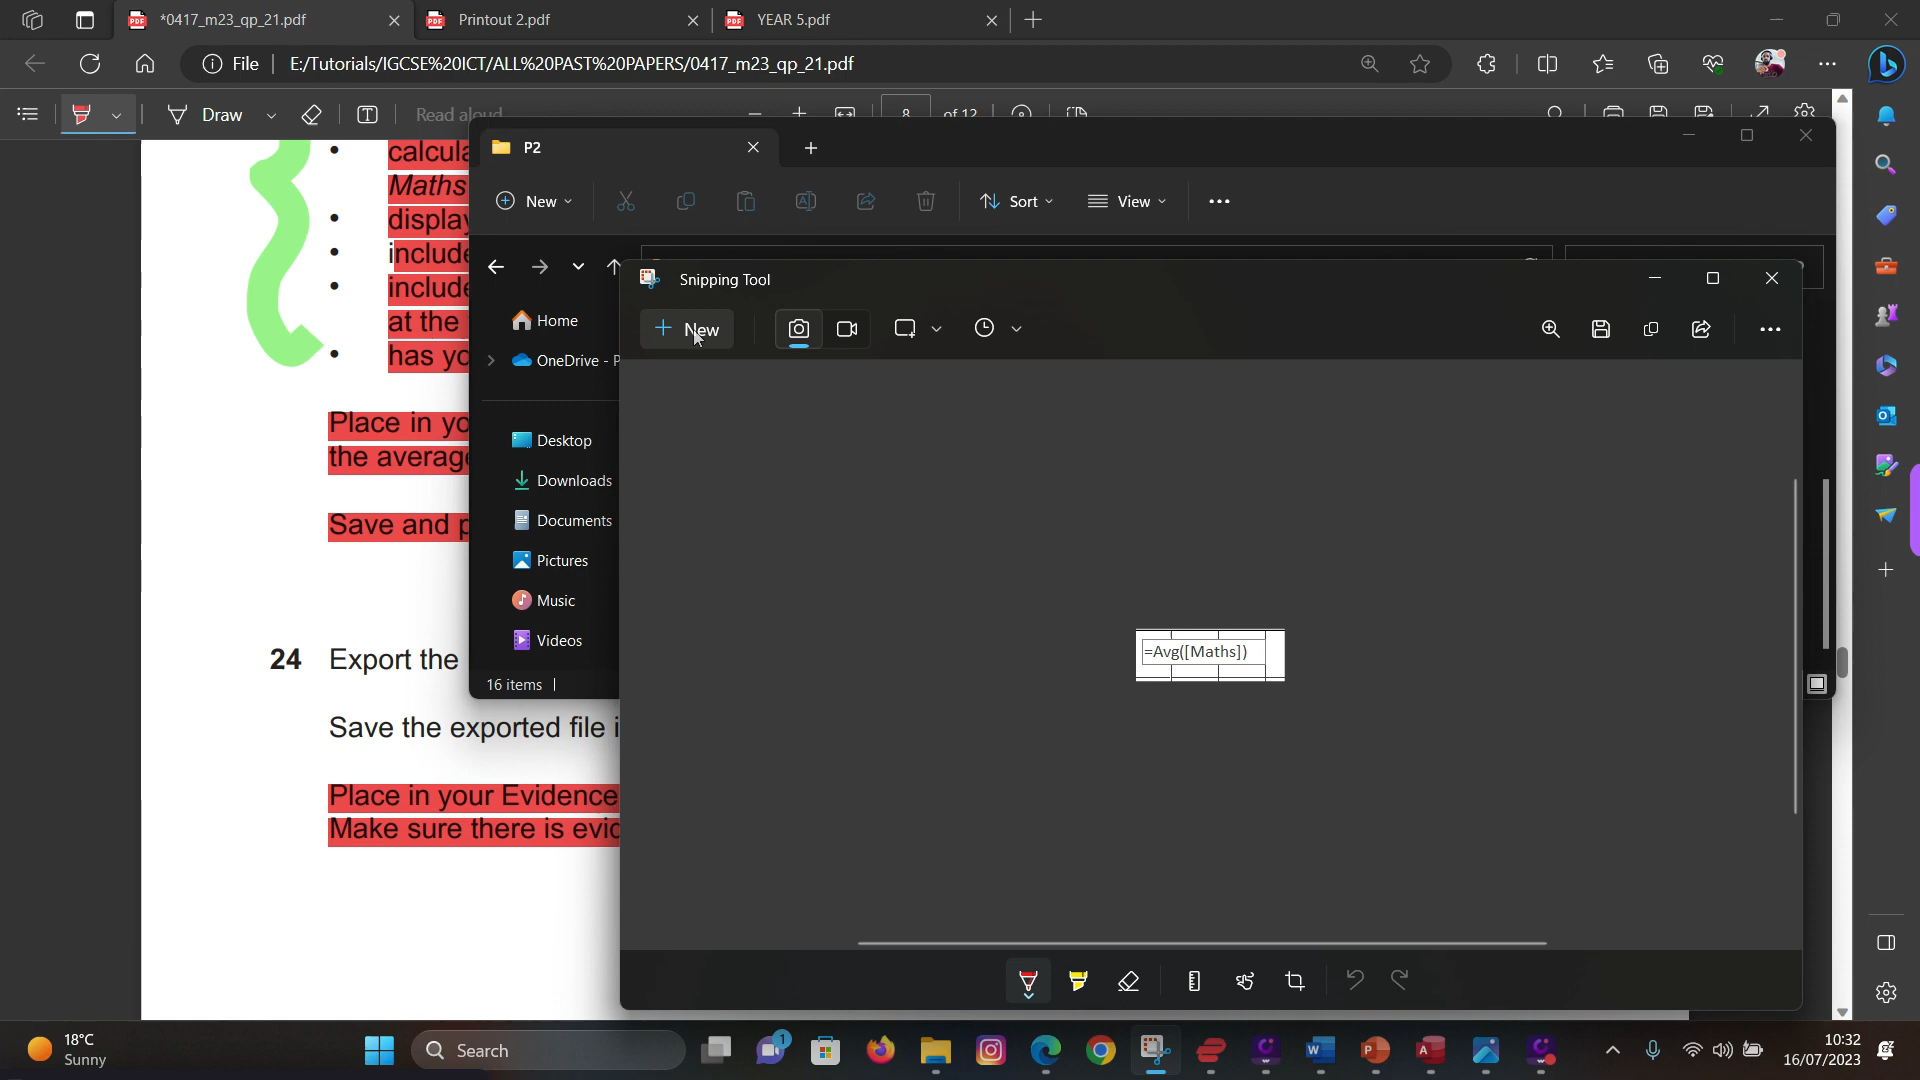 *0417_m23_qp_21.pdf
Printout 2.pdf
YEAR 5.pdf
File
E:/Tutorials/IGCSE%20ICT/ALL%20PAST%20PAPERS/0417_m23_qp_21.pdf
Draw
Read aloud
8
of 12
P2
New
Sort
View
Snipping Tool
New
Home
OneDrive - P
Desktop
Downloads
Documents
Pictures
Music
Videos
16 items
=Avg([Maths])
Maths
display
include
include
at the
has yo
Place in yo
the average
Save and p
24 Export the
Save the exported file i
Place in your Evidence
Make sure there is evid
18°C
Sunny
Search
1
10:32
16/07/2023